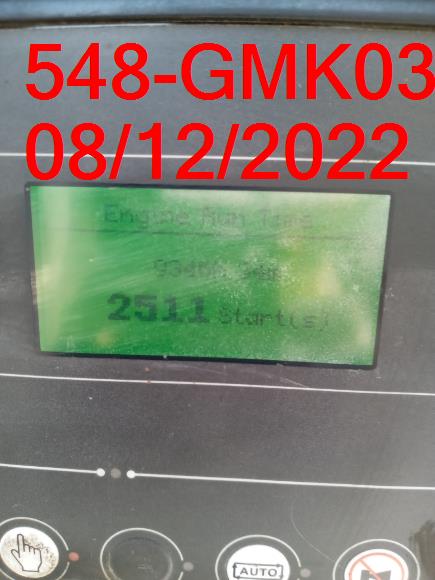 548-GMK03
08/12/2022
Engine Run Time
2511 Start(s)
AUTO